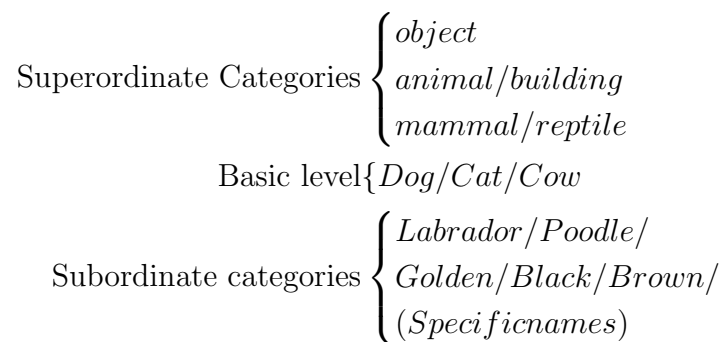 object
Superordinate Categories { animal/building
mammal/reptile
Basic level{Dog/Cat/Cow
Labrador/Poodle/
Subordinate categories { Golden/Black/Brown/
(Specificnames)